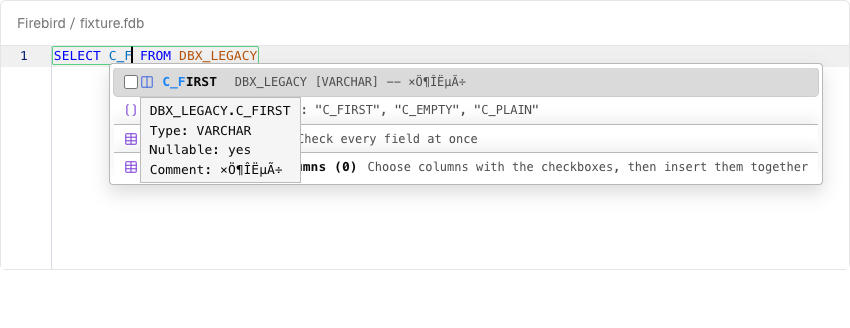 Firebird / fixture.fdb
1 SELECT C_F FROM DBX_LEGACY
C_FIRST DBX_LEGACY [VARCHAR] −− ×Ö¶ÎËµÃ÷
: "C_FIRST", "C_EMPTY", "C_PLAIN"
Check every field at once
umns (0) Choose columns with the checkboxes, then insert them together
DBX_LEGACY.C_FIRST
Type: VARCHAR
Nullable: yes
Comment: ×Ö¶ÎËµÃ÷